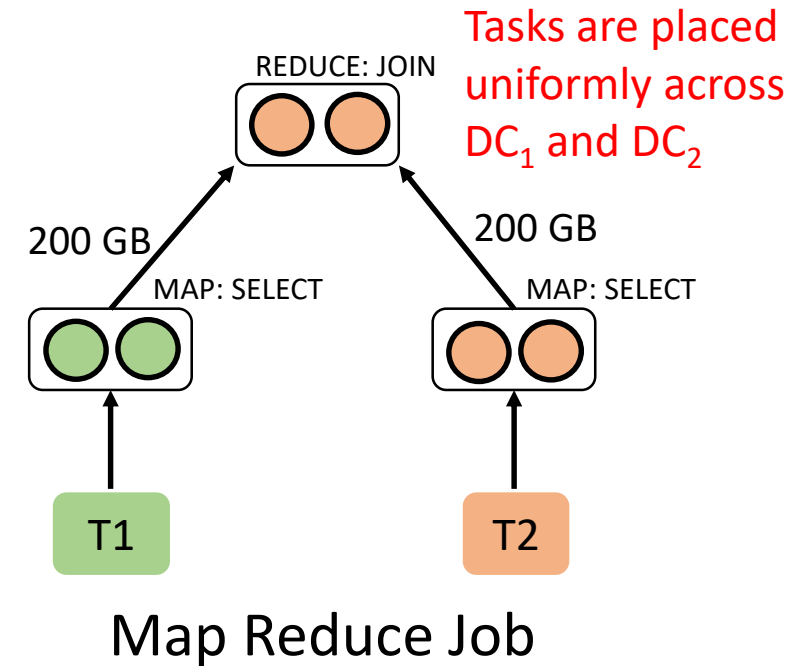 Tasks are placed
uniformly across
DC₁ and DC₂
REDUCE: JOIN
200 GB
200 GB
MAP: SELECT
MAP: SELECT
T1
T2
Map Reduce Job